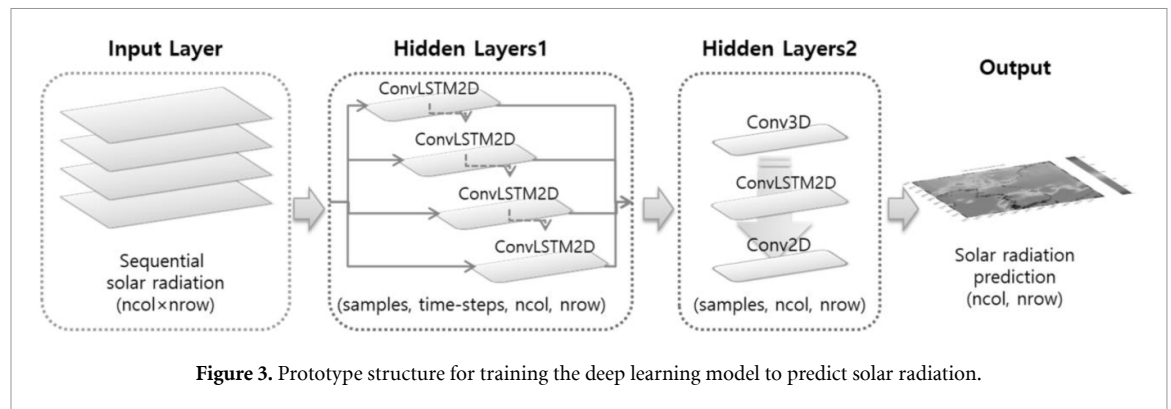 Input Layer
Sequential
solar radiation
(ncol×nrow)
Hidden Layers1
ConvLSTM2D
ConvLSTM2D
ConvLSTM2D
ConvLSTM2D
(samples, time-steps, ncol, nrow)
Hidden Layers2
Conv3D
ConvLSTM2D
Conv2D
(samples, ncol, nrow)
Output
Solar radiation
prediction
(ncol, nrow)
Figure 3. Prototype structure for training the deep learning model to predict solar radiation.